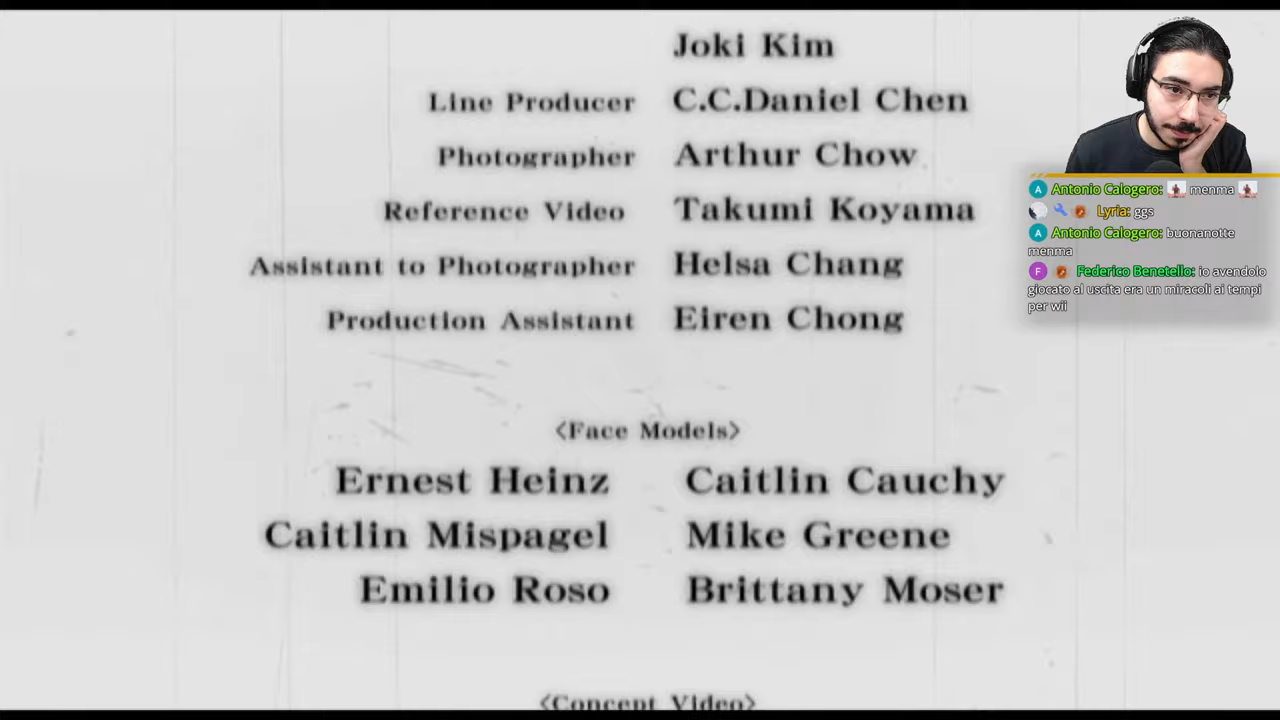 Joki Kim
Line Producer C.C.Daniel Chen
Photographer Arthur Chow
Reference Video Takumi Koyama
Assistant to Photographer Helsa Chang
Production Assistant Eiren Chong
<Face Models>
Ernest Heinz Caitlin Cauchy
Caitlin Mispagel Mike Greene
Emilio Roso Brittany Moser
<Concept Video>
A Antonio Calogero: menma
Lyria: ggs
A Antonio Calogero: buonanotte
menma
F Federico Benetello: io avendolo
giocato al uscita era un miracoli ai tempi
per wii